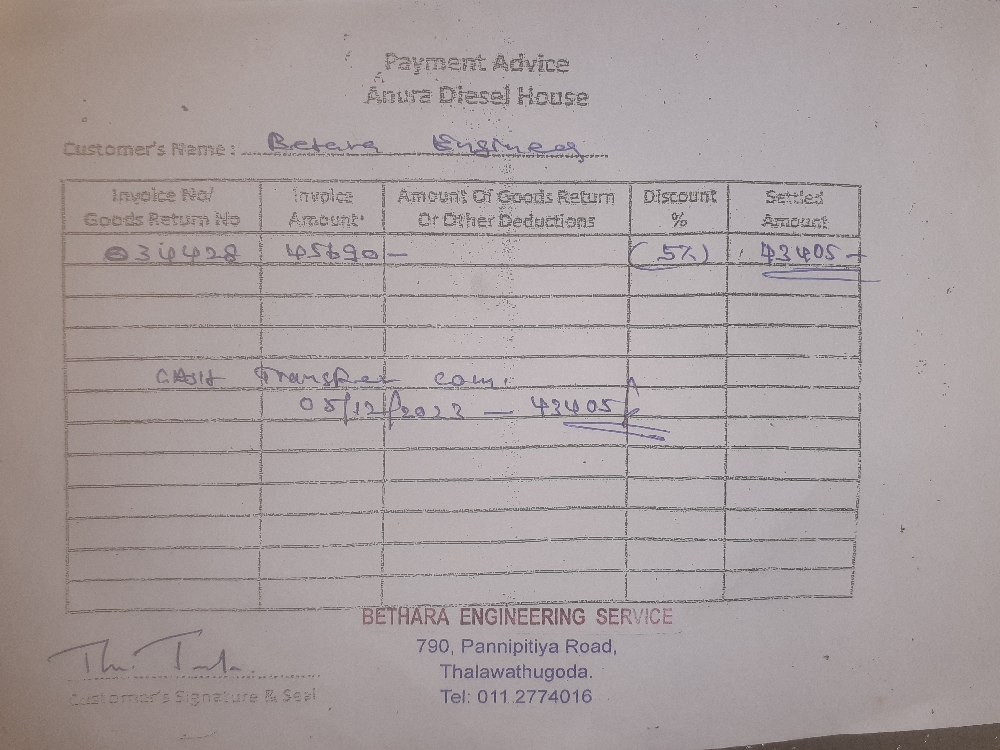 Payment Advice
Anura Diesel House
Customer's Name : Betara Engineeg
Invoice No/ Goods Return No Invoice Amount Amount Of Goods Return Or Other Deductions Discount % Settled Amount
034428 45690 — (5%) 43405 —
CASH Transfer com.
05/12/2023 — 43405/-
BETHARA ENGINEERING SERVICE
790, Pannipitiya Road,
Thalawathugoda.
Tel: 011 2774016
Customer's Signature & Seal